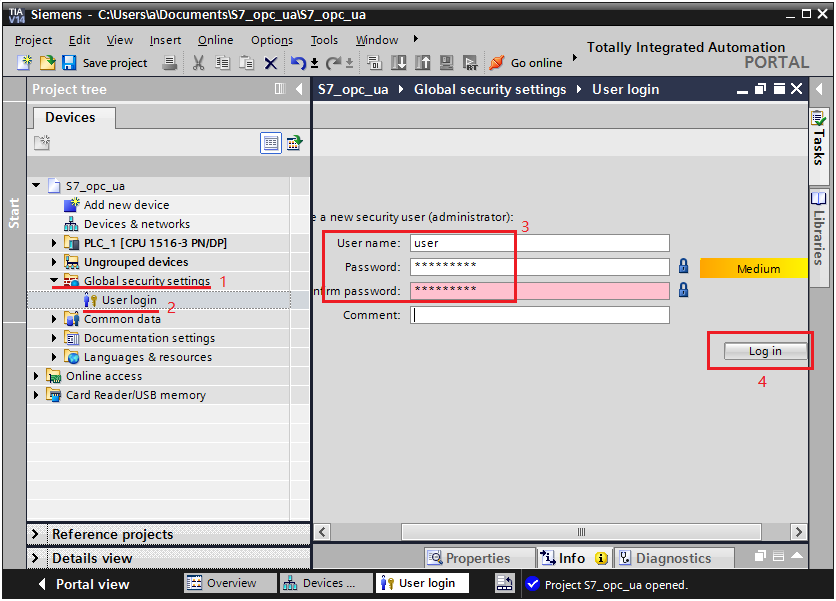 TIA V14 Siemens - C:\Users\a\Documents\S7_opc_ua\S7_opc_ua
Project Edit View Insert Online Options Tools Window
Totally Integrated Automation
PORTAL
Save project
Go online
Project tree
S7_opc_ua Global security settings User login
Devices
Start
S7_opc_ua
Add new device
Devices & networks
PLC_1 [CPU 1516-3 PN/DP]
Ungrouped devices
Global security settings 1
User login 2
Common data
Documentation settings
Languages & resources
Online access
Card Reader/USB memory
e a new security user (administrator):
3
User name: user
Password: *********
Medium
nfirm password: *********
Comment:
Log in
4
Tasks
Libraries
Reference projects
Details view
Properties Info Diagnostics
Portal view Overview Devices ... User login Project S7_opc_ua opened.